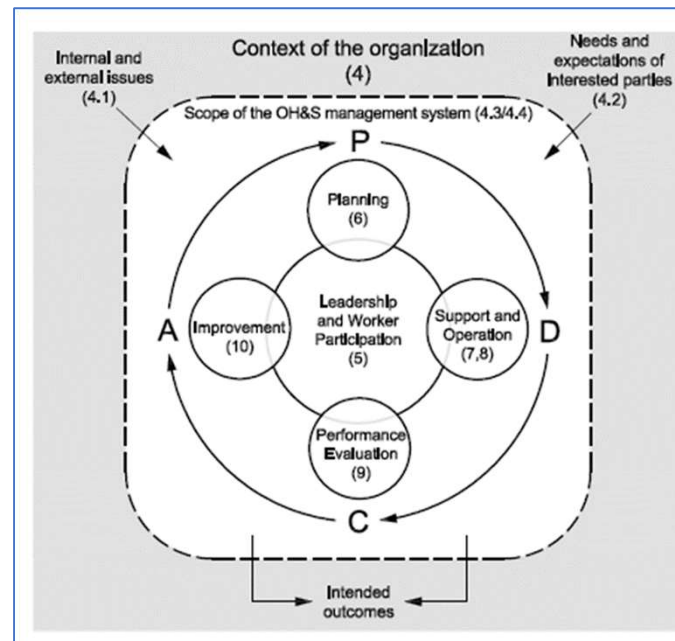 Context of the organization
(4)
Internal and
external issues
(4.1)
Needs and
expectations of
interested parties
(4.2)
Scope of the OH&S management system (4.3/4.4)
P
Planning
(6)
A
Improvement
(10)
Leadership
and Worker
Participation
(5)
Support and
Operation
(7,8)
D
Performance
Evaluation
(9)
C
Intended
outcomes